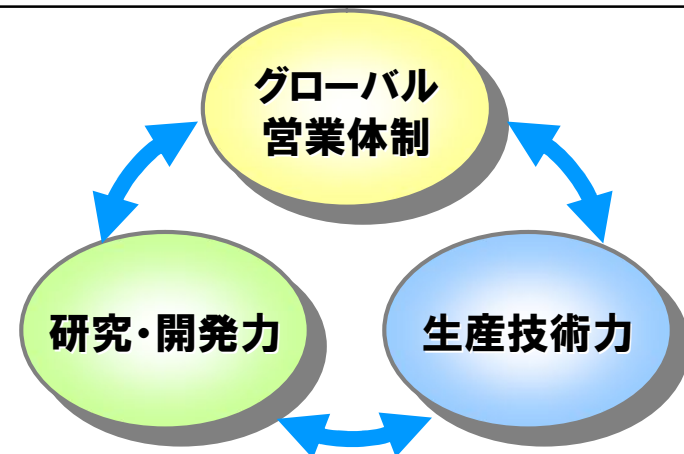 グローバル
営業体制
研究・開発力
生産技術力